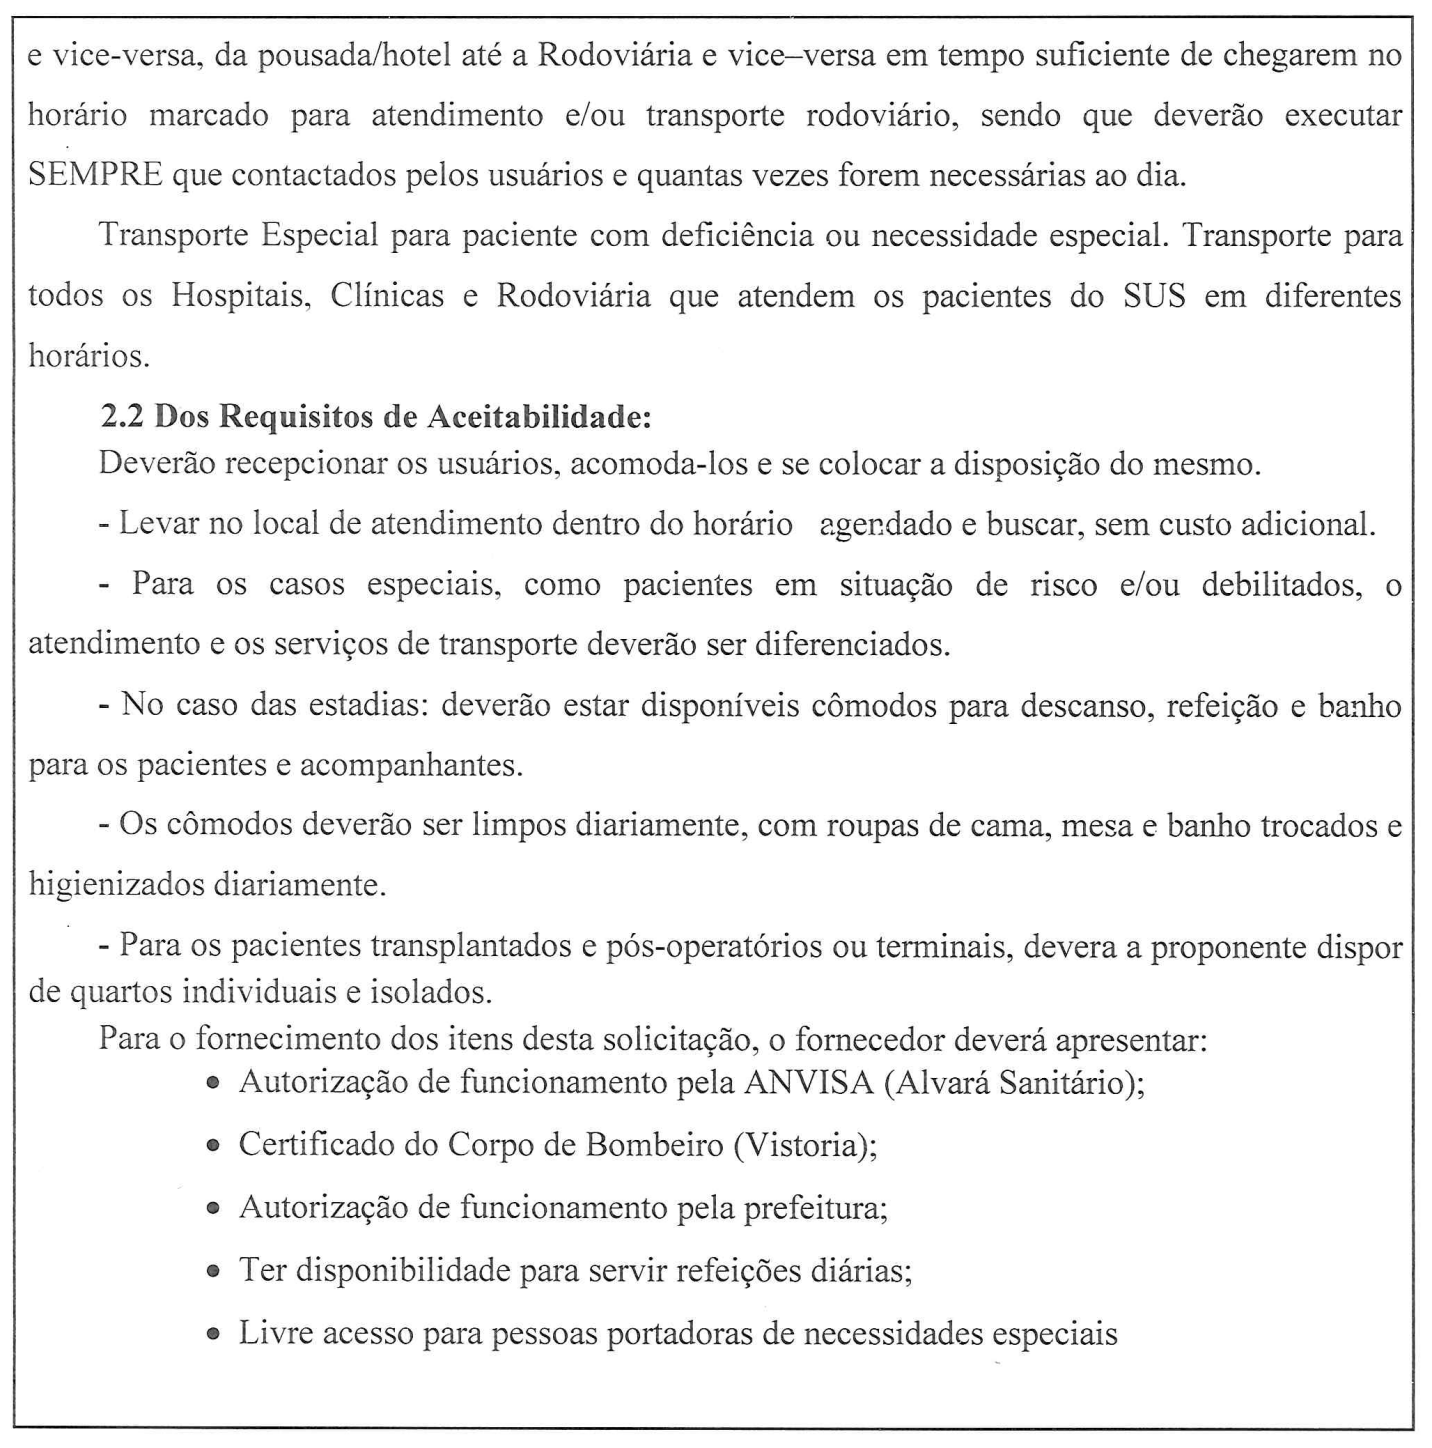 e vice-versa, da pousada/hotel até a Rodoviária e vice–versa em tempo suficiente de chegarem no
horário marcado para atendimento e/ou transporte rodoviário, sendo que deverão executar
SEMPRE que contactados pelos usuários e quantas vezes forem necessárias ao dia.
Transporte Especial para paciente com deficiência ou necessidade especial. Transporte para
todos os Hospitais, Clínicas e Rodoviária que atendem os pacientes do SUS em diferentes
horários.
2.2 Dos Requisitos de Aceitabilidade:
Deverão recepcionar os usuários, acomoda-los e se colocar a disposição do mesmo.
- Levar no local de atendimento dentro do horário agendado e buscar, sem custo adicional.
- Para os casos especiais, como pacientes em situação de risco e/ou debilitados, o
atendimento e os serviços de transporte deverão ser diferenciados.
- No caso das estadias: deverão estar disponíveis cômodos para descanso, refeição e banho
para os pacientes e acompanhantes.
- Os cômodos deverão ser limpos diariamente, com roupas de cama, mesa e banho trocados e
higienizados diariamente.
- Para os pacientes transplantados e pós-operatórios ou terminais, devera a proponente dispor
de quartos individuais e isolados.
Para o fornecimento dos itens desta solicitação, o fornecedor deverá apresentar:
• Autorização de funcionamento pela ANVISA (Alvará Sanitário);
• Certificado do Corpo de Bombeiro (Vistoria);
• Autorização de funcionamento pela prefeitura;
• Ter disponibilidade para servir refeições diárias;
• Livre acesso para pessoas portadoras de necessidades especiais